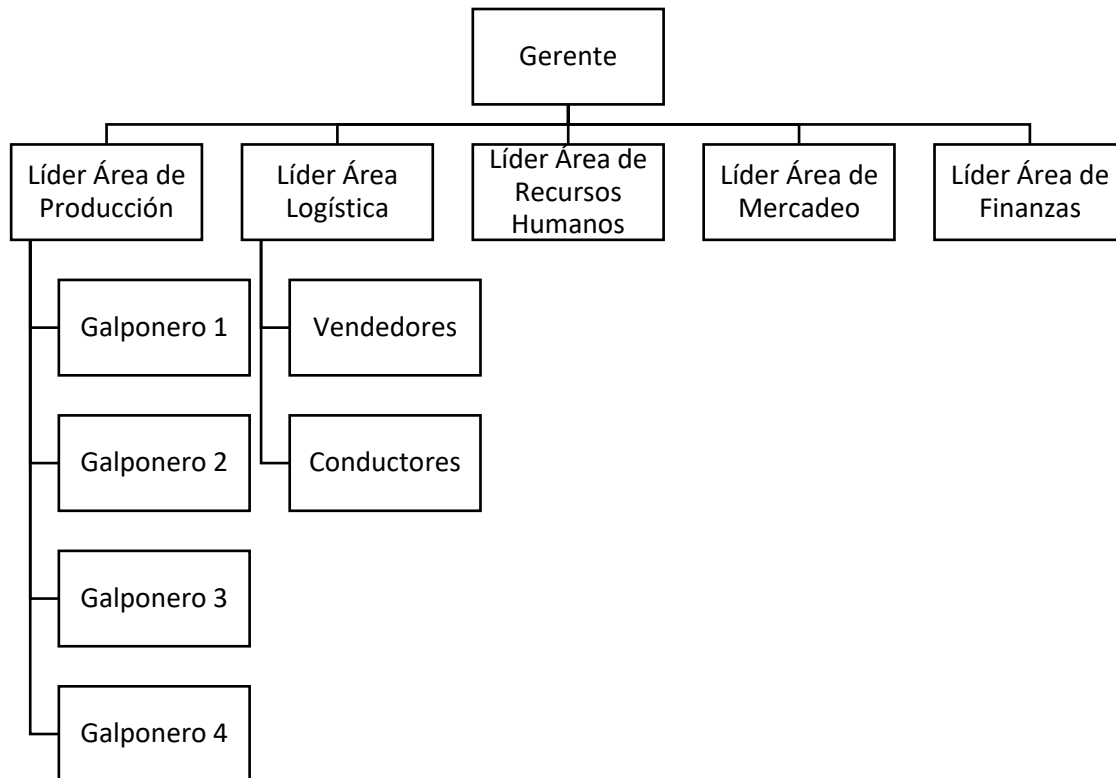 Gerente
Líder Área de
Producción
Líder Área
Logística
Líder Área de
Recursos
Humanos
Líder Área de
Mercadeo
Líder Área de
Finanzas
Galponero 1
Vendedores
Galponero 2
Conductores
Galponero 3
Galponero 4